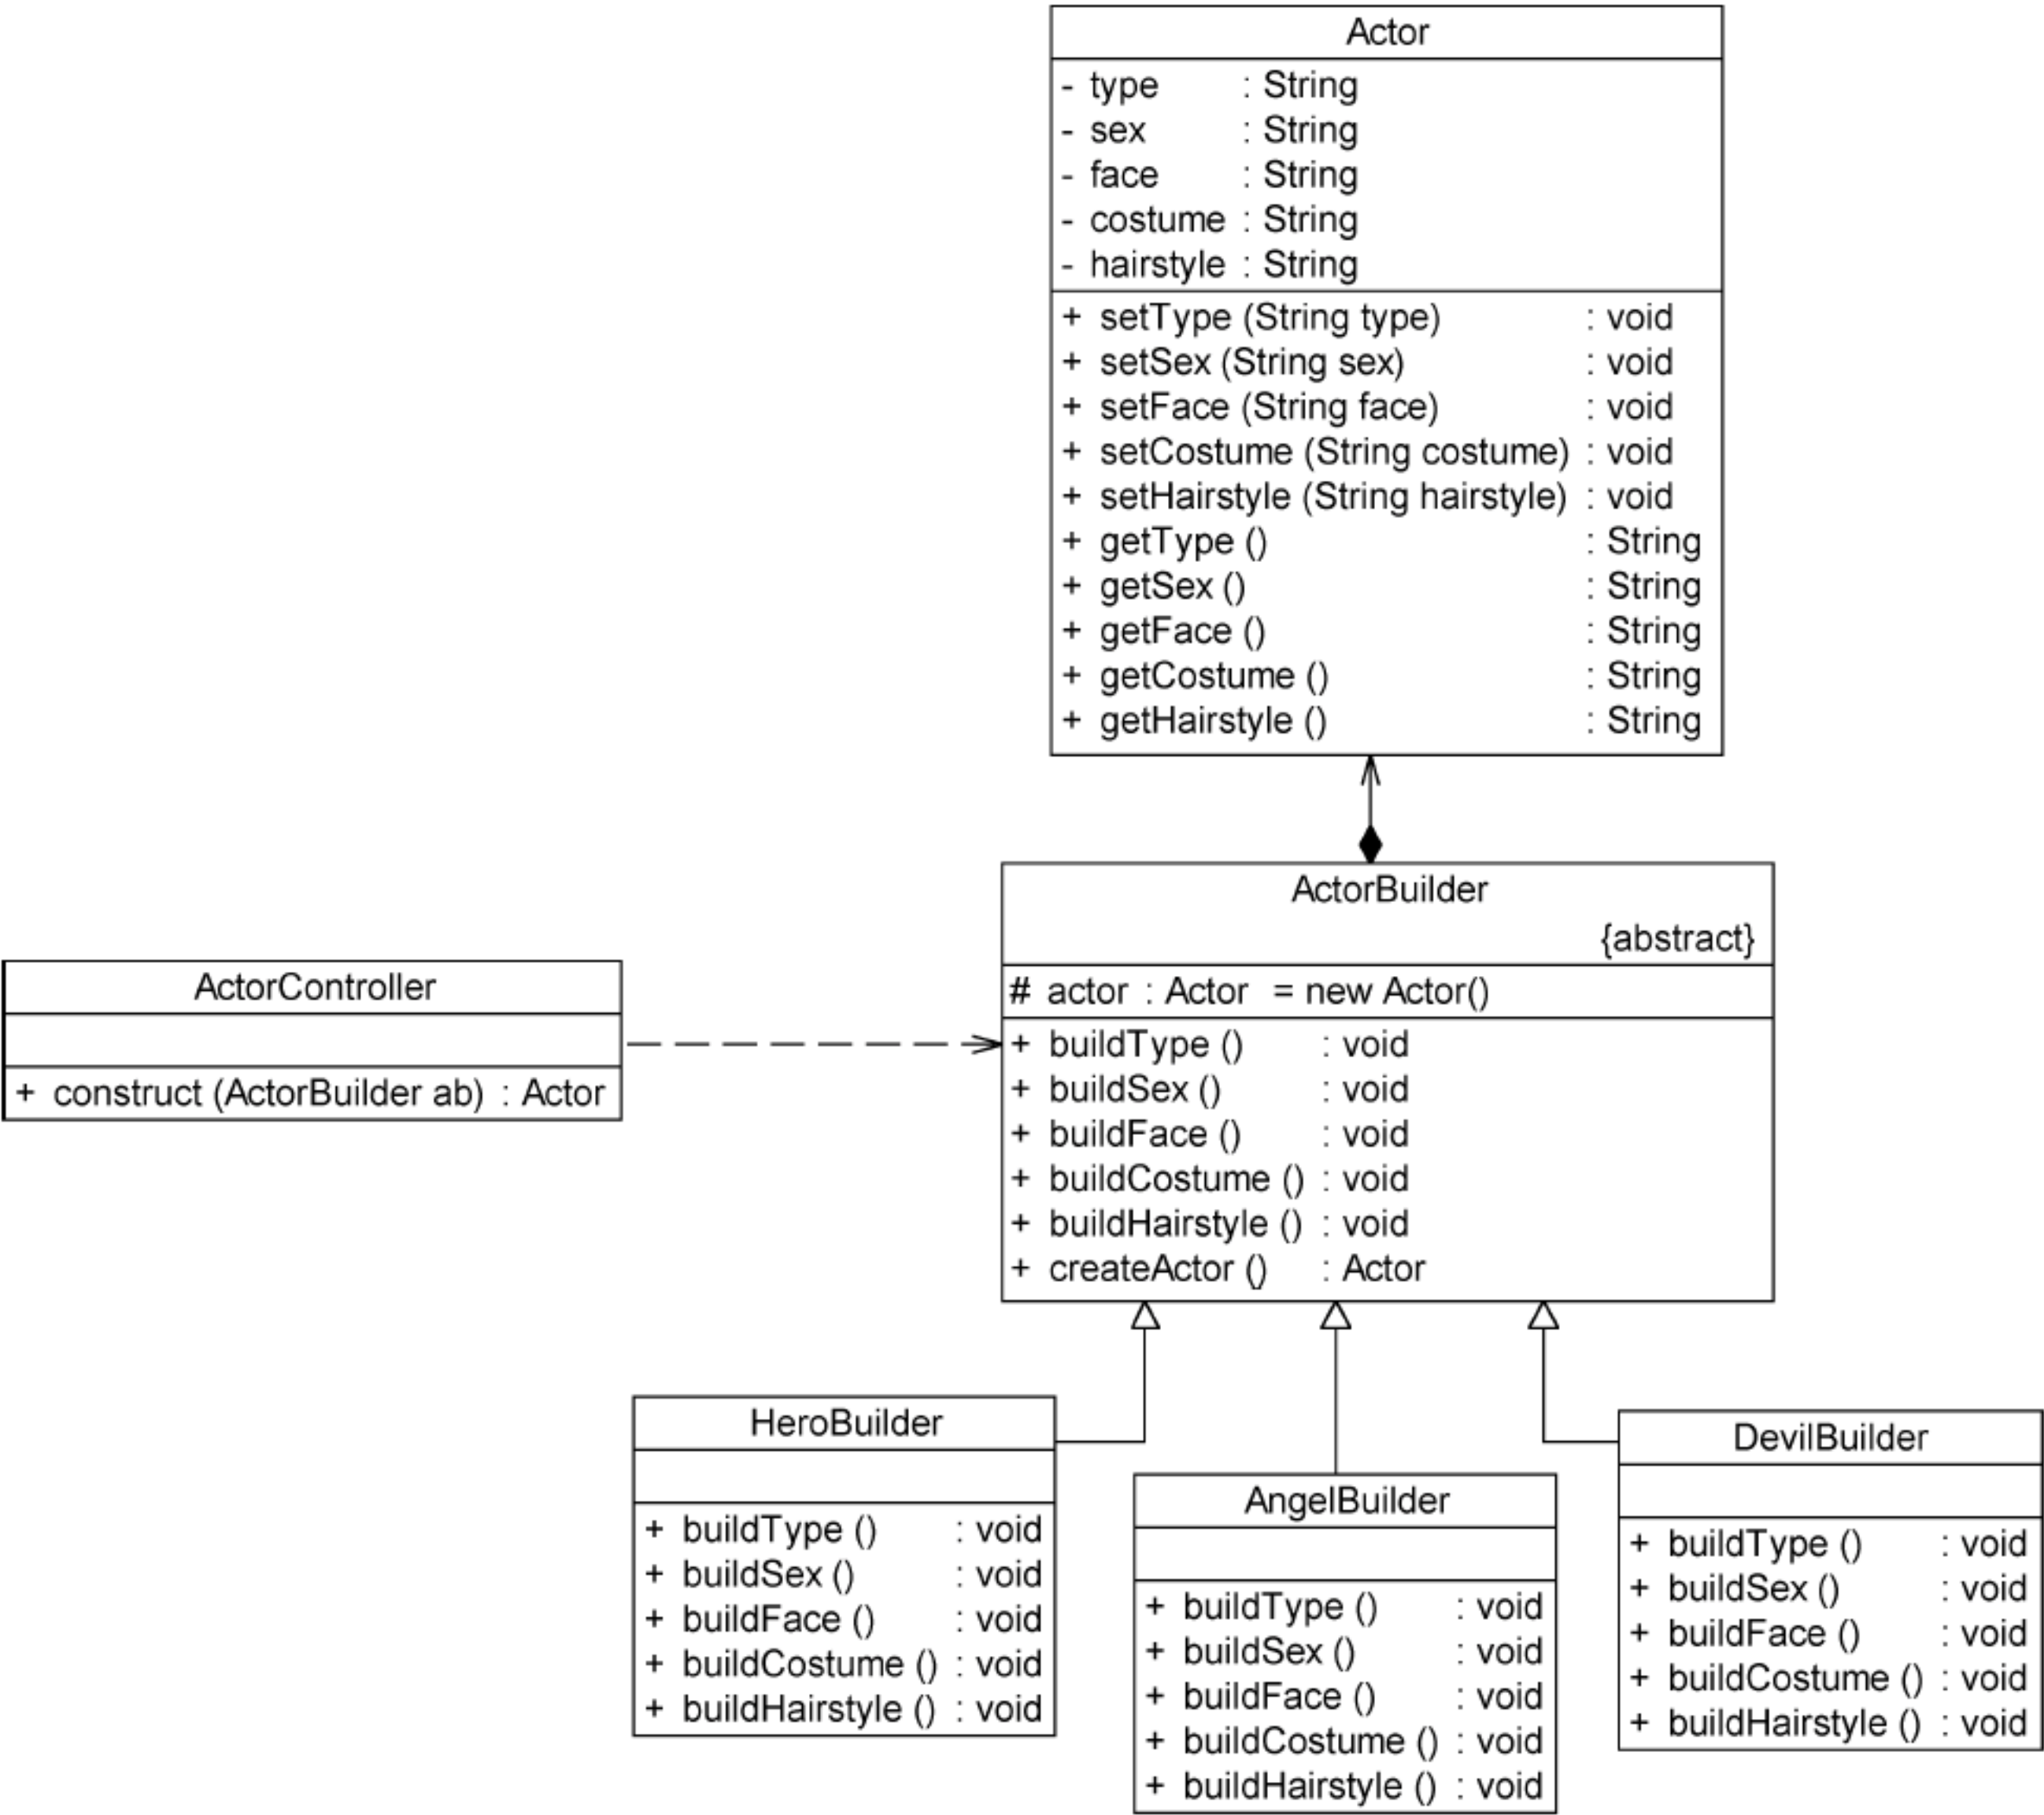 Actor
- type : String
- sex : String
- face : String
- costume : String
- hairstyle : String
+ setType (String type) : void
+ setSex (String sex) : void
+ setFace (String face) : void
+ setCostume (String costume) : void
+ setHairstyle (String hairstyle) : void
+ getType () : String
+ getSex () : String
+ getFace () : String
+ getCostume () : String
+ getHairstyle () : String
ActorBuilder
{abstract}
# actor : Actor = new Actor()
+ buildType () : void
+ buildSex () : void
+ buildFace () : void
+ buildCostume () : void
+ buildHairstyle () : void
+ createActor () : Actor
ActorController
+ construct (ActorBuilder ab) : Actor
HeroBuilder
+ buildType () : void
+ buildSex () : void
+ buildFace () : void
+ buildCostume () : void
+ buildHairstyle () : void
AngelBuilder
+ buildType () : void
+ buildSex () : void
+ buildFace () : void
+ buildCostume () : void
+ buildHairstyle () : void
DevilBuilder
+ buildType () : void
+ buildSex () : void
+ buildFace () : void
+ buildCostume () : void
+ buildHairstyle () : void